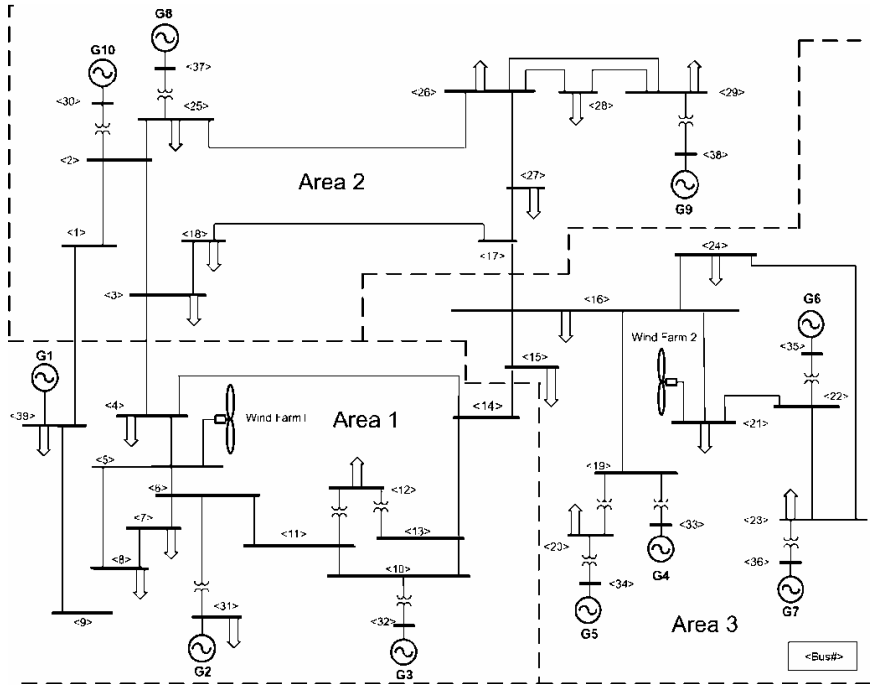 G8
G10
<37>
<30>
<25>
<26>
<28>
<29>
<2>
<38>
Area 2
<27>
G9
<1>
<18>
<17>
<24>
<3>
<16>
G6
Wind Farm 2
<35>
G1
<15>
<22>
<4>
Wind Farm I
Area 1
<14>
<39>
<21>
<5>
<6>
<12>
<19>
<7>
<11>
<13>
<33>
<20>
<23>
<8>
<10>
G4
<36>
<34>
<9>
<31>
<32>
G5
G7
Area 3
G2
G3
<Bus#>